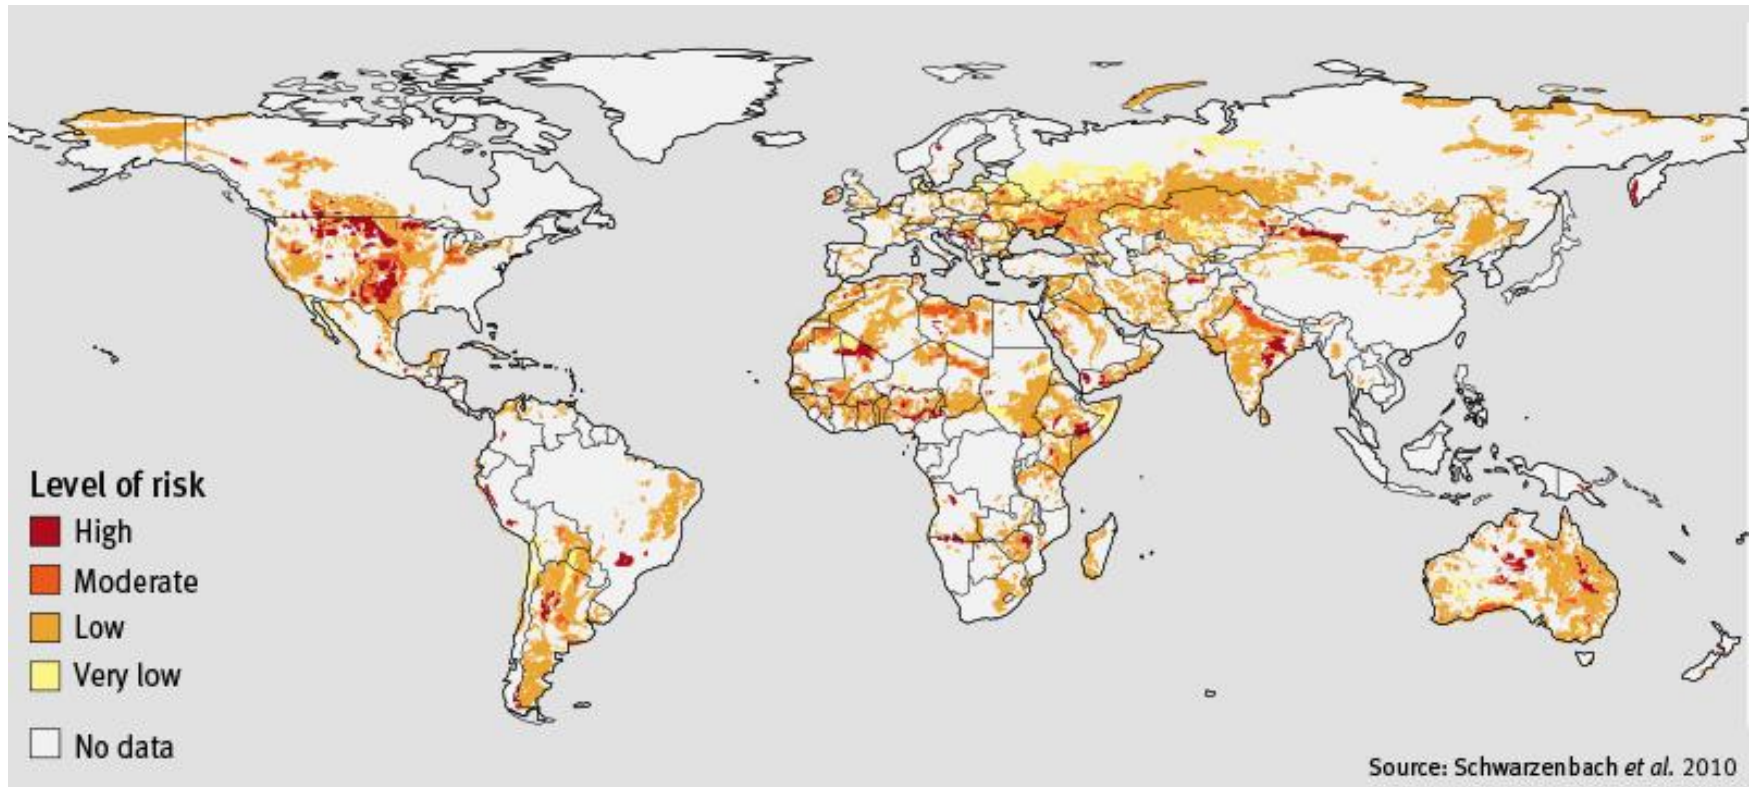 Level of risk
High
Moderate
Low
Very low
No data
Source: Schwarzenbach et al. 2010